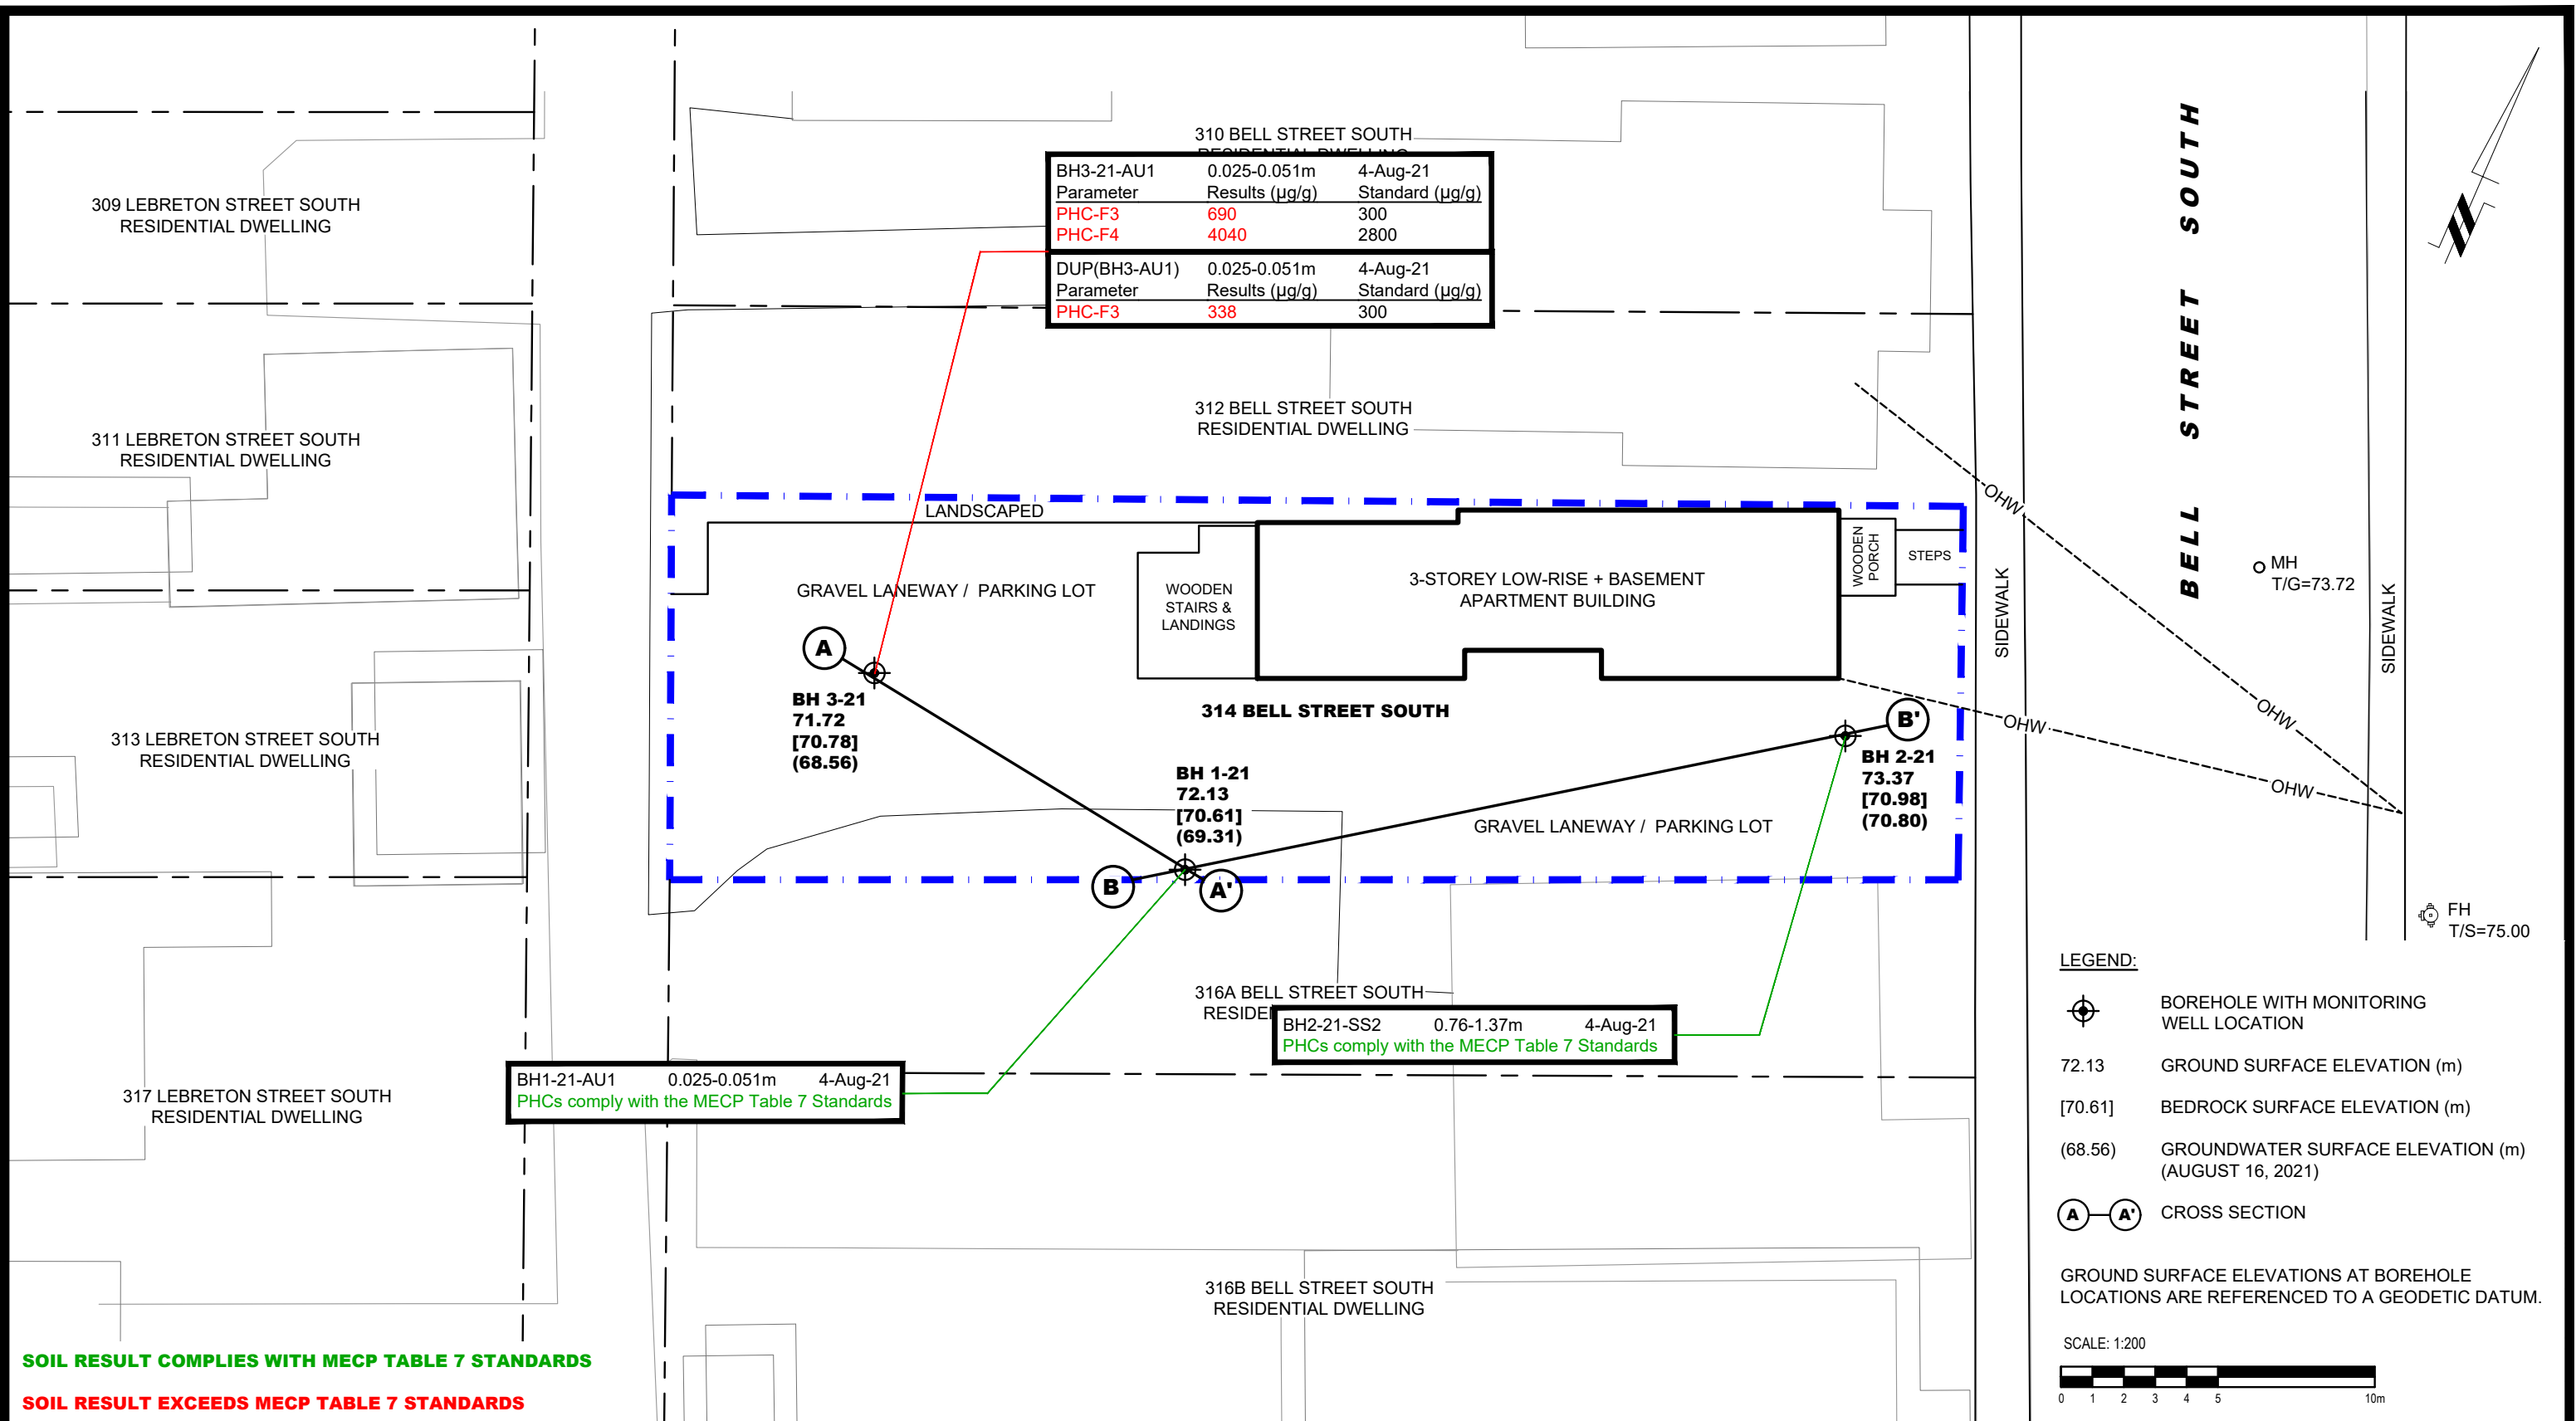 310 BELL STREET SOUTH
RESIDENTIAL DWELLING
BH3-21-AU1 0.025-0.051m 4-Aug-21
Parameter Results (µg/g) Standard (µg/g)
PHC-F3 690 300
PHC-F4 4040 2800
DUP(BH3-AU1) 0.025-0.051m 4-Aug-21
Parameter Results (µg/g) Standard (µg/g)
PHC-F3 338 300
309 LEBRETON STREET SOUTH
RESIDENTIAL DWELLING
311 LEBRETON STREET SOUTH
RESIDENTIAL DWELLING
313 LEBRETON STREET SOUTH
RESIDENTIAL DWELLING
317 LEBRETON STREET SOUTH
RESIDENTIAL DWELLING
312 BELL STREET SOUTH
RESIDENTIAL DWELLING
LANDSCAPED
GRAVEL LANEWAY / PARKING LOT
WOODEN
STAIRS &
LANDINGS
3-STOREY LOW-RISE + BASEMENT
APARTMENT BUILDING
WOODEN
PORCH
STEPS
A
BH 3-21
71.72
[70.78]
(68.56)
314 BELL STREET SOUTH
BH 1-21
72.13
[70.61]
(69.31)
B
A'
B'
BH 2-21
73.37
[70.98]
(70.80)
GRAVEL LANEWAY / PARKING LOT
316A BELL STREET SOUTH
RESIDE
BH2-21-SS2 0.76-1.37m 4-Aug-21
PHCs comply with the MECP Table 7 Standards
BH1-21-AU1 0.025-0.051m 4-Aug-21
PHCs comply with the MECP Table 7 Standards
316B BELL STREET SOUTH
RESIDENTIAL DWELLING
SIDEWALK
BELL STREET SOUTH
SIDEWALK
OHW
OHW
OHW
OHW
MH
T/G=73.72
FH
T/S=75.00
LEGEND:
BOREHOLE WITH MONITORING
WELL LOCATION
72.13 GROUND SURFACE ELEVATION (m)
[70.61] BEDROCK SURFACE ELEVATION (m)
(68.56) GROUNDWATER SURFACE ELEVATION (m)
(AUGUST 16, 2021)
A A' CROSS SECTION
GROUND SURFACE ELEVATIONS AT BOREHOLE
LOCATIONS ARE REFERENCED TO A GEODETIC DATUM.
SCALE: 1:200
0 1 2 3 4 5 10m
SOIL RESULT COMPLIES WITH MECP TABLE 7 STANDARDS
SOIL RESULT EXCEEDS MECP TABLE 7 STANDARDS